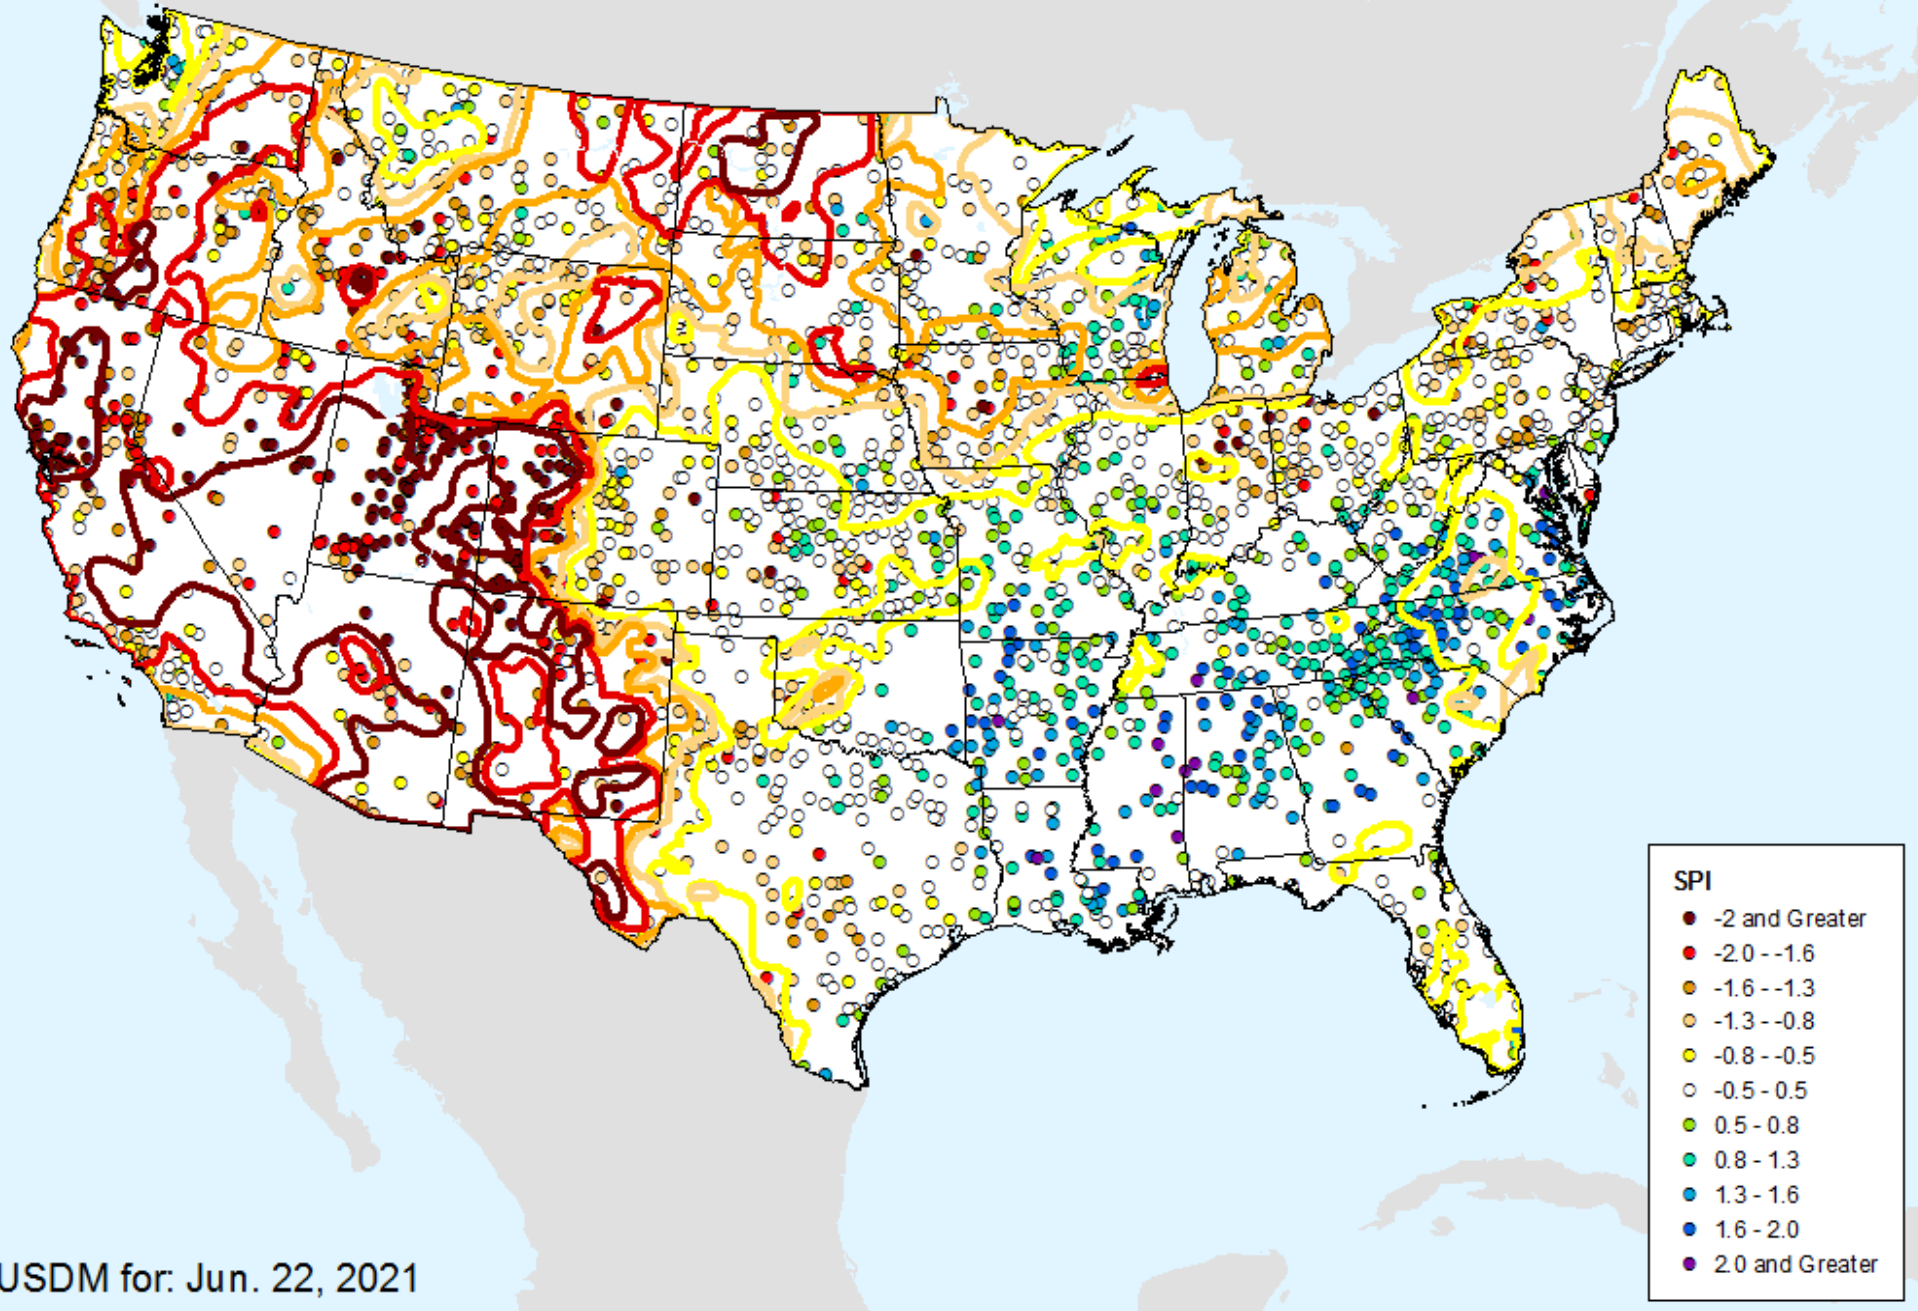 SPI
-2 and Greater
-2.0 - -1.6
-1.6 - -1.3
-1.3 - -0.8
-0.8 - -0.5
-0.5 - 0.5
0.5 - 0.8
0.8 - 1.3
1.3 - 1.6
1.6 - 2.0
2.0 and Greater
USDM for: Jun. 22, 2021